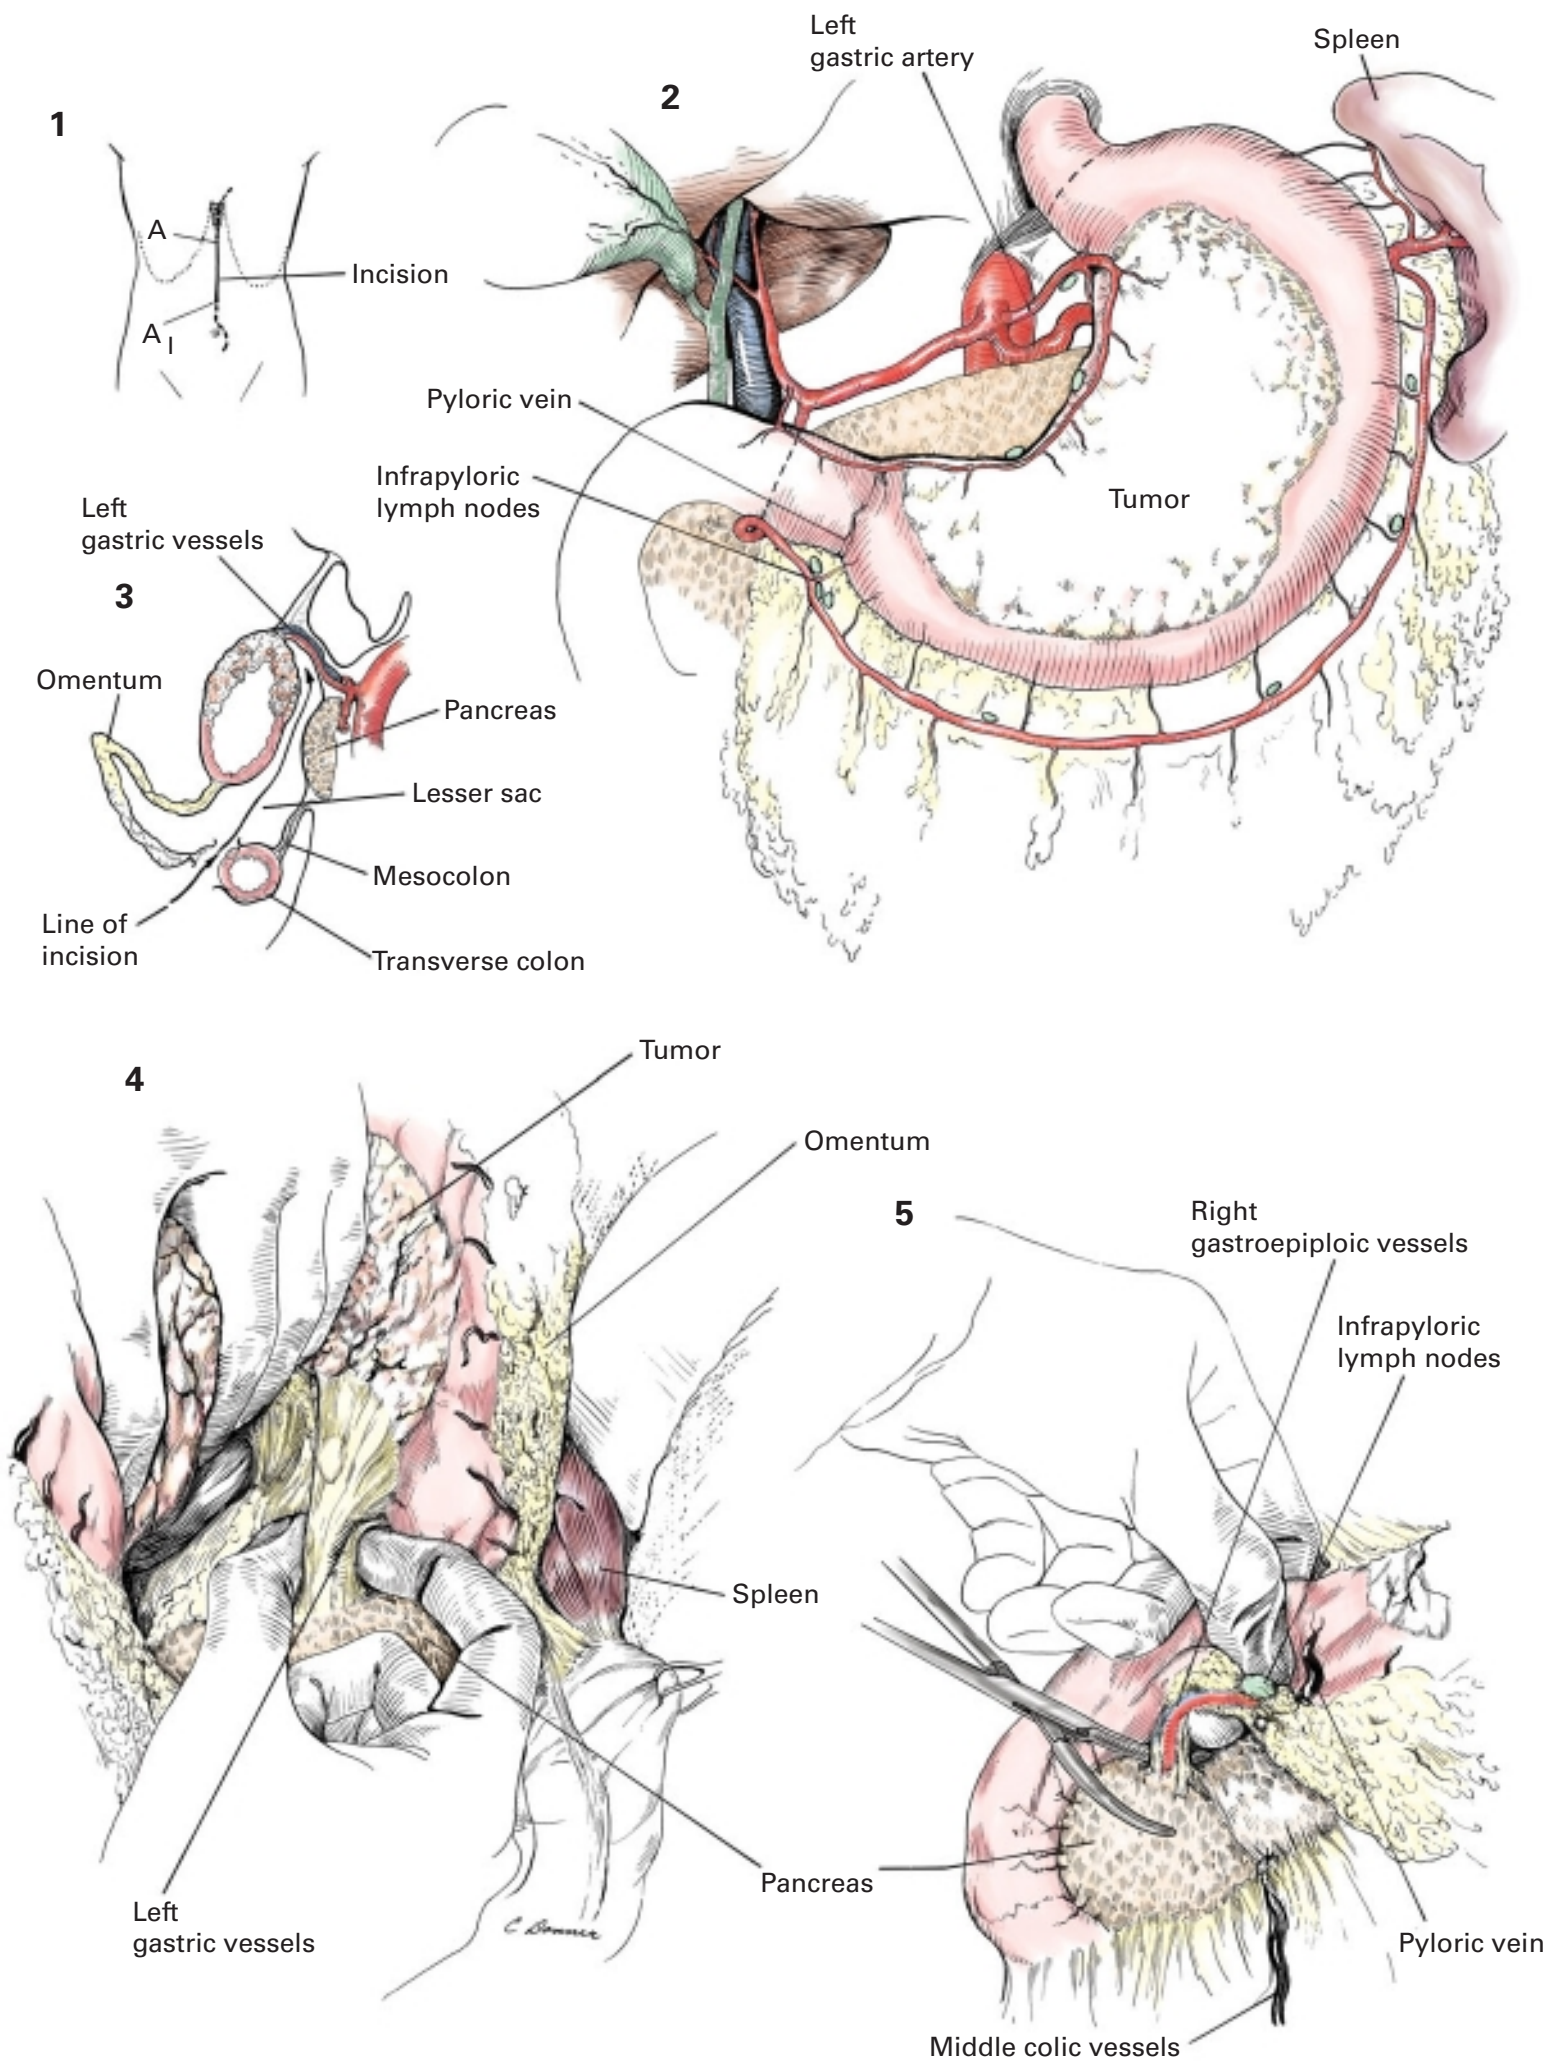 1
A
Incision
A I
2
Left
gastric artery
Spleen
Pyloric vein
Infrapyloric
lymph nodes
Tumor
3
Left
gastric vessels
Omentum
Pancreas
Lesser sac
Mesocolon
Line of
incision
Transverse colon
4
Tumor
Omentum
Spleen
Pancreas
Left
gastric vessels
5
Right
gastroepiploic vessels
Infrapyloric
lymph nodes
Pyloric vein
Middle colic vessels